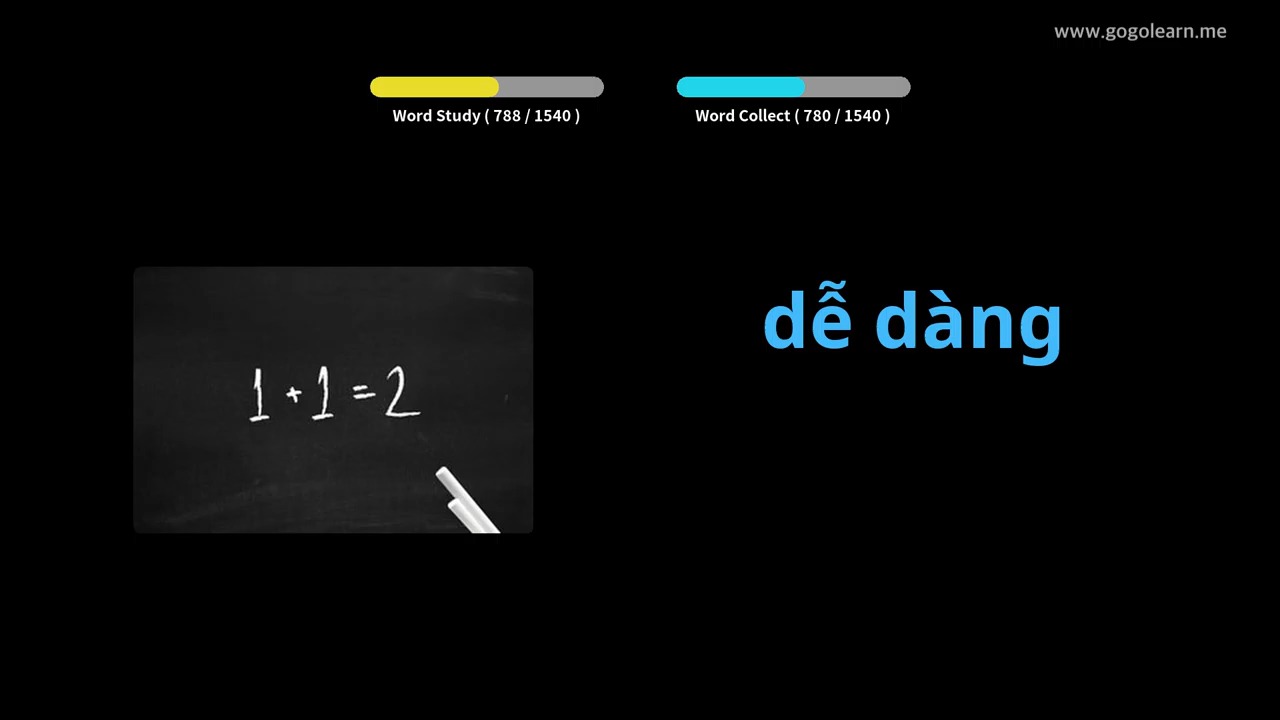 www.gogolearn.me
Word Study ( 788 / 1540 )
Word Collect ( 780 / 1540 )
dễ dàng
1 + 1 = 2